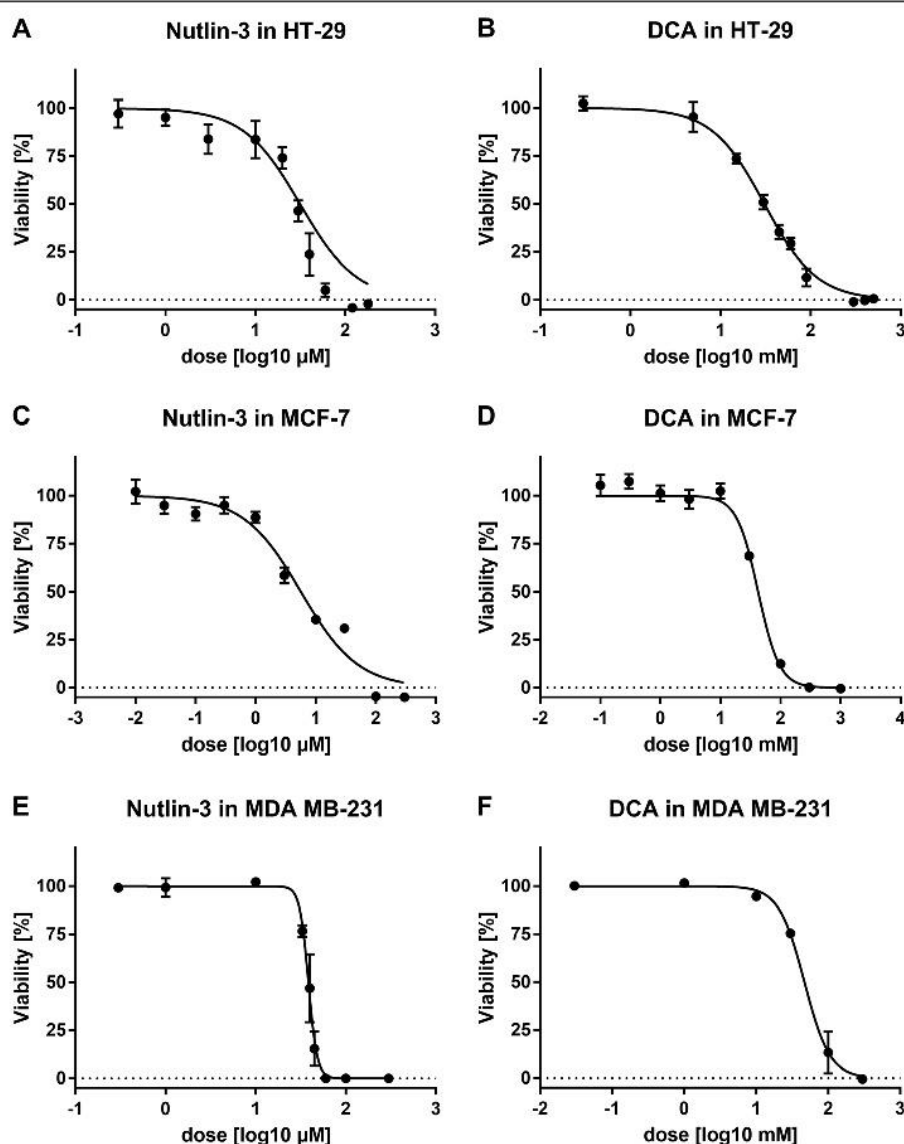 A Nutlin-3 in HT-29
Viability [%]
100
75
50
25
0
-1 0 1 2 3
dose [log10 µM]
B DCA in HT-29
Viability [%]
100
75
50
25
0
-1 0 1 2 3
dose [log10 mM]
C Nutlin-3 in MCF-7
Viability [%]
100
75
50
25
0
-3 -2 -1 0 1 2 3
dose [log10 µM]
D DCA in MCF-7
Viability [%]
100
75
50
25
0
-2 -1 0 1 2 3 4
dose [log10 mM]
E Nutlin-3 in MDA MB-231
Viability [%]
100
75
50
25
0
-1 0 1 2 3
dose [log10 µM]
F DCA in MDA MB-231
Viability [%]
100
75
50
25
0
-2 -1 0 1 2 3
dose [log10 mM]